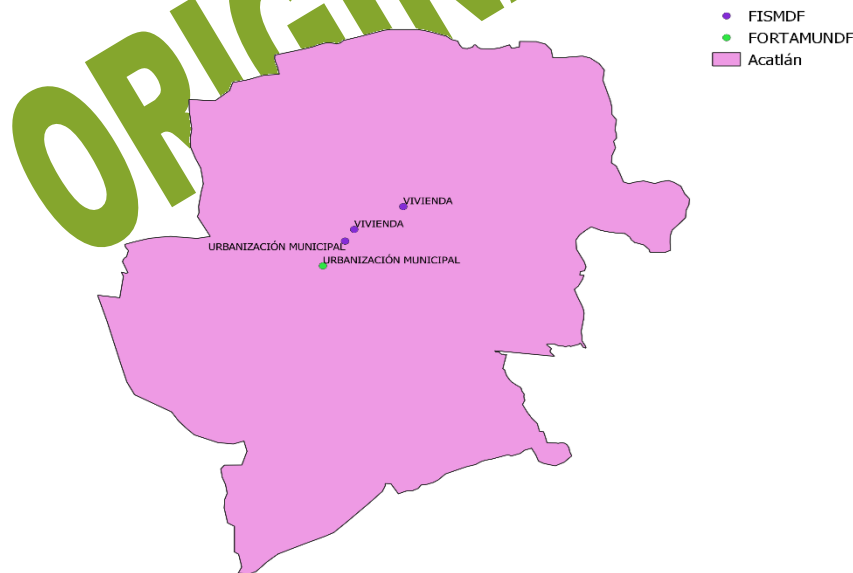 FISMDF
FORTAMUNDF
Acatlán
VIVIENDA
VIVIENDA
URBANIZACIÓN MUNICIPAL
URBANIZACIÓN MUNICIPAL